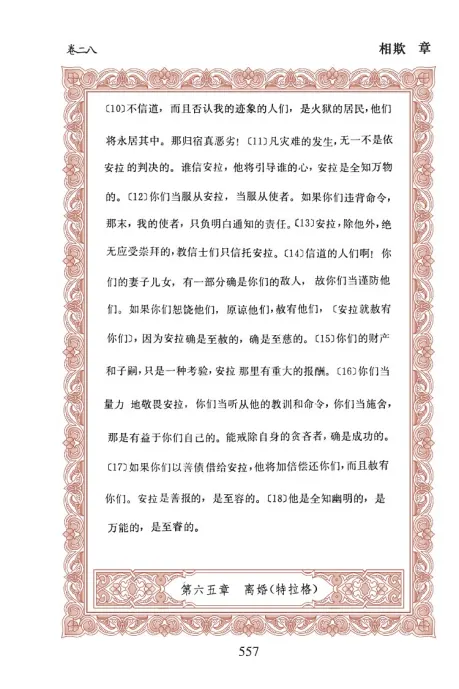 卷二八
相欺 章
〔10〕不信道，而且否认我的迹象的人们，是火狱的居民，他们
将永居其中。那归宿真恶劣！〔11〕凡灾难的发生，无一不是依
安拉的判决的。谁信安拉，他将引导谁的心，安拉是全知万物
的。〔12〕你们当服从安拉，当服从使者。如果你们违背命令，
那末，我的使者，只负明白通知的责任。〔13〕安拉，除他外，绝
无应受崇拜的，教信士们只信托安拉。〔14〕信道的人们啊！你
们的妻子儿女，有一部分确是你们的敌人，故你们当谨防他
们。如果你们恕饶他们，原谅他们，赦宥他们，（安拉就赦宥
你们），因为安拉确是至赦的，确是至慈的。〔15〕你们的财产
和子嗣，只是一种考验，安拉那里有重大的报酬。〔16〕你们当
量力 地敬畏安拉，你们当听从他的教训和命令，你们当施舍，
那是有益于你们自己的。能戒除自身的贪吝者，确是成功的。
〔17〕如果你们以善债借给安拉，他将加倍偿还你们，而且赦宥
你们。安拉是善报的，是至容的。〔18〕他是全知幽明的，是
万能的，是至睿的。
第六五章 离婚（特拉格）
557